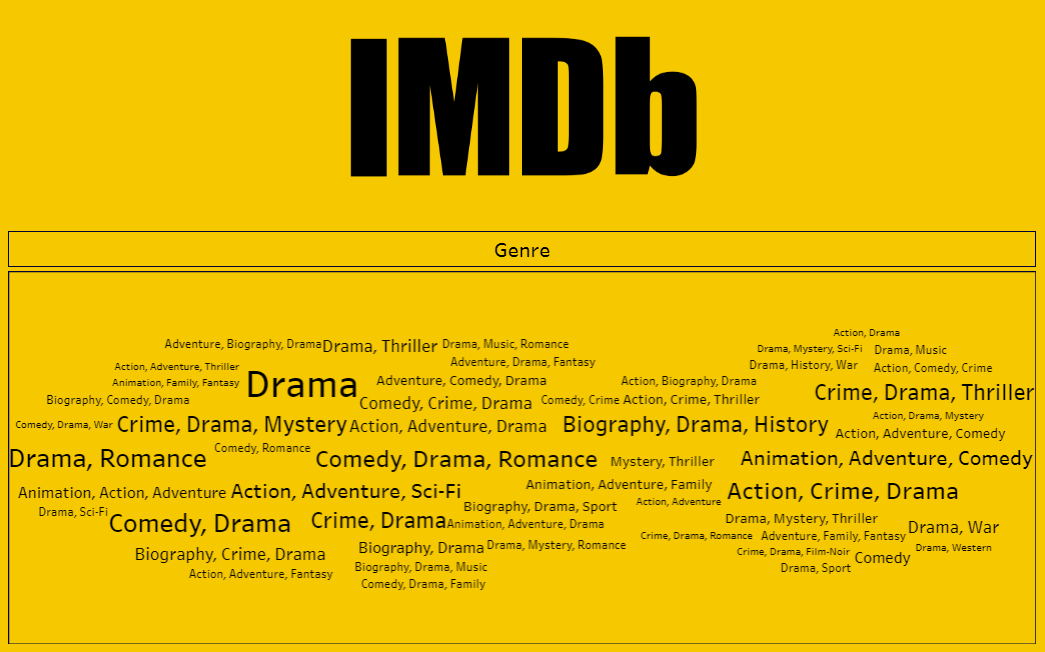 IMDb
Genre
Action, Drama
Adventure, Biography, Drama
Drama, Thriller
Drama, Music, Romance
Drama, Mystery, Sci-Fi
Drama, Music
Action, Adventure, Thriller
Adventure, Drama, Fantasy
Drama, History, War
Action, Comedy, Crime
Animation, Family, Fantasy
Drama
Adventure, Comedy, Drama
Action, Biography, Drama
Crime, Drama, Thriller
Biography, Comedy, Drama
Comedy, Crime, Drama
Comedy, Crime
Action, Crime, Thriller
Action, Drama, Mystery
Comedy, Drama, War
Crime, Drama, Mystery
Action, Adventure, Drama
Biography, Drama, History
Action, Adventure, Comedy
Drama, Romance
Comedy, Romance
Comedy, Drama, Romance
Mystery, Thriller
Animation, Adventure, Comedy
Animation, Action, Adventure
Action, Adventure, Sci-Fi
Animation, Adventure, Family
Action, Crime, Drama
Drama, Sci-Fi
Biography, Drama, Sport
Action, Adventure
Comedy, Drama
Crime, Drama
Animation, Adventure, Drama
Drama, Mystery, Thriller
Drama, War
Crime, Drama, Romance
Adventure, Family, Fantasy
Biography, Crime, Drama
Biography, Drama
Drama, Mystery, Romance
Crime, Drama, Film-Noir
Comedy
Drama, Western
Action, Adventure, Fantasy
Biography, Drama, Music
Drama, Sport
Comedy, Drama, Family